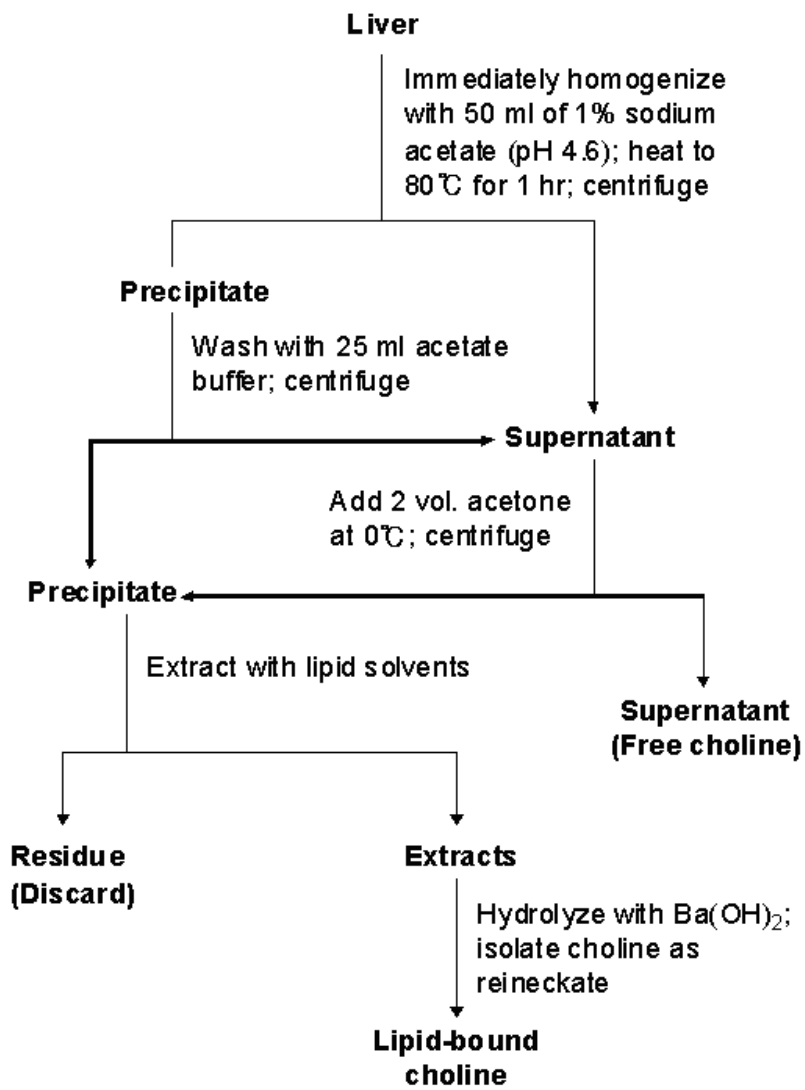 Liver
Immediately homogenize
with 50 ml of 1% sodium
acetate (pH 4.6); heat to
80℃ for 1 hr; centrifuge
Precipitate
Wash with 25 ml acetate
buffer; centrifuge
Supernatant
Add 2 vol. acetone
at 0℃; centrifuge
Precipitate
Extract with lipid solvents
Supernatant
(Free choline)
Residue
(Discard)
Extracts
Hydrolyze with Ba(OH)₂;
isolate choline as
reineckate
Lipid-bound
choline